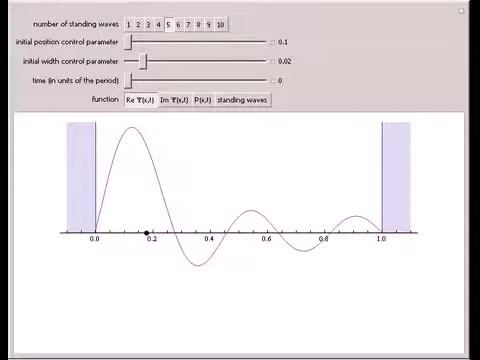 number of standing waves 1 2 3 4 5 6 7 8 9 10
initial position control parameter 0.1
initial width control parameter 0.02
time (in units of the period) 0
function Re Ψ(x,t) Im Ψ(x,t) P(x,t) standing waves
0.0 0.2 0.4 0.6 0.8 1.0